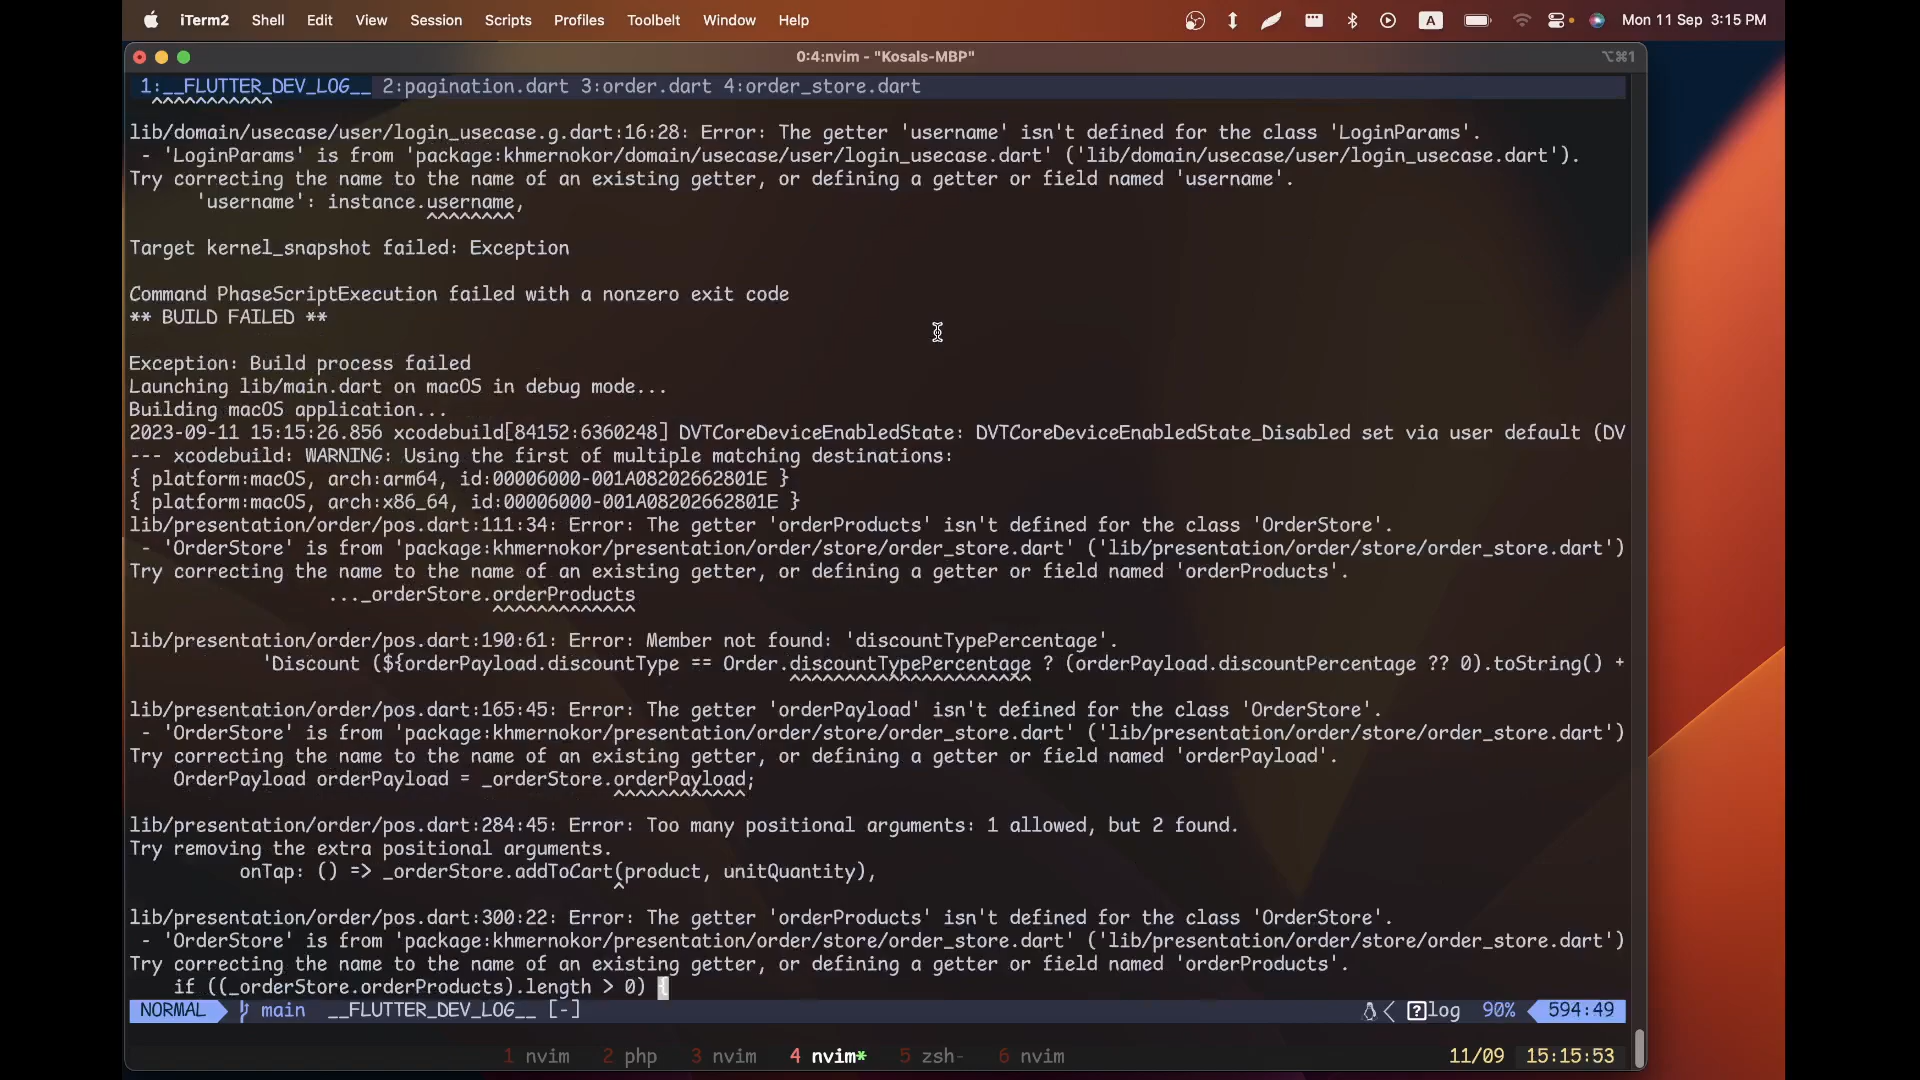 iTerm2 Shell Edit View Session Scripts Profiles Toolbelt Window Help A Mon 11 Sep 3:15 PM
0:4:nvim - "Kosals-MBP" ⌥⌘1
1:__FLUTTER_DEV_LOG__ 2:pagination.dart 3:order.dart 4:order_store.dart
lib/domain/usecase/user/login_usecase.g.dart:16:28: Error: The getter 'username' isn't defined for the class 'LoginParams'.
- 'LoginParams' is from 'package:khmernokor/domain/usecase/user/login_usecase.dart' ('lib/domain/usecase/user/login_usecase.dart').
Try correcting the name to the name of an existing getter, or defining a getter or field named 'username'.
'username': instance.username,
^^^^^^^^
Target kernel_snapshot failed: Exception
Command PhaseScriptExecution failed with a nonzero exit code
** BUILD FAILED **
Exception: Build process failed
Launching lib/main.dart on macOS in debug mode...
Building macOS application...
2023-09-11 15:15:26.856 xcodebuild[84152:6360248] DVTCoreDeviceEnabledState: DVTCoreDeviceEnabledState_Disabled set via user default (DV
--- xcodebuild: WARNING: Using the first of multiple matching destinations:
{ platform:macOS, arch:arm64, id:00006000-001A08202662801E }
{ platform:macOS, arch:x86_64, id:00006000-001A08202662801E }
lib/presentation/order/pos.dart:111:34: Error: The getter 'orderProducts' isn't defined for the class 'OrderStore'.
- 'OrderStore' is from 'package:khmernokor/presentation/order/store/order_store.dart' ('lib/presentation/order/store/order_store.dart')
Try correcting the name to the name of an existing getter, or defining a getter or field named 'orderProducts'.
..._orderStore.orderProducts
^^^^^^^^^^^^^
lib/presentation/order/pos.dart:190:61: Error: Member not found: 'discountTypePercentage'.
'Discount (${orderPayload.discountType == Order.discountTypePercentage ? (orderPayload.discountPercentage ?? 0).toString() +
^^^^^^^^^^^^^^^^^^^^^^
lib/presentation/order/pos.dart:165:45: Error: The getter 'orderPayload' isn't defined for the class 'OrderStore'.
- 'OrderStore' is from 'package:khmernokor/presentation/order/store/order_store.dart' ('lib/presentation/order/store/order_store.dart')
Try correcting the name to the name of an existing getter, or defining a getter or field named 'orderPayload'.
OrderPayload orderPayload = _orderStore.orderPayload;
^^^^^^^^^^^^
lib/presentation/order/pos.dart:284:45: Error: Too many positional arguments: 1 allowed, but 2 found.
Try removing the extra positional arguments.
onTap: () => _orderStore.addToCart(product, unitQuantity),
^
lib/presentation/order/pos.dart:300:22: Error: The getter 'orderProducts' isn't defined for the class 'OrderStore'.
- 'OrderStore' is from 'package:khmernokor/presentation/order/store/order_store.dart' ('lib/presentation/order/store/order_store.dart')
Try correcting the name to the name of an existing getter, or defining a getter or field named 'orderProducts'.
if ((_orderStore.orderProducts).length > 0) {
NORMAL main __FLUTTER_DEV_LOG__ [-] log 90% 594:49
1 nvim 2 php 3 nvim 4 nvim* 5 zsh- 6 nvim 11/09 15:15:53